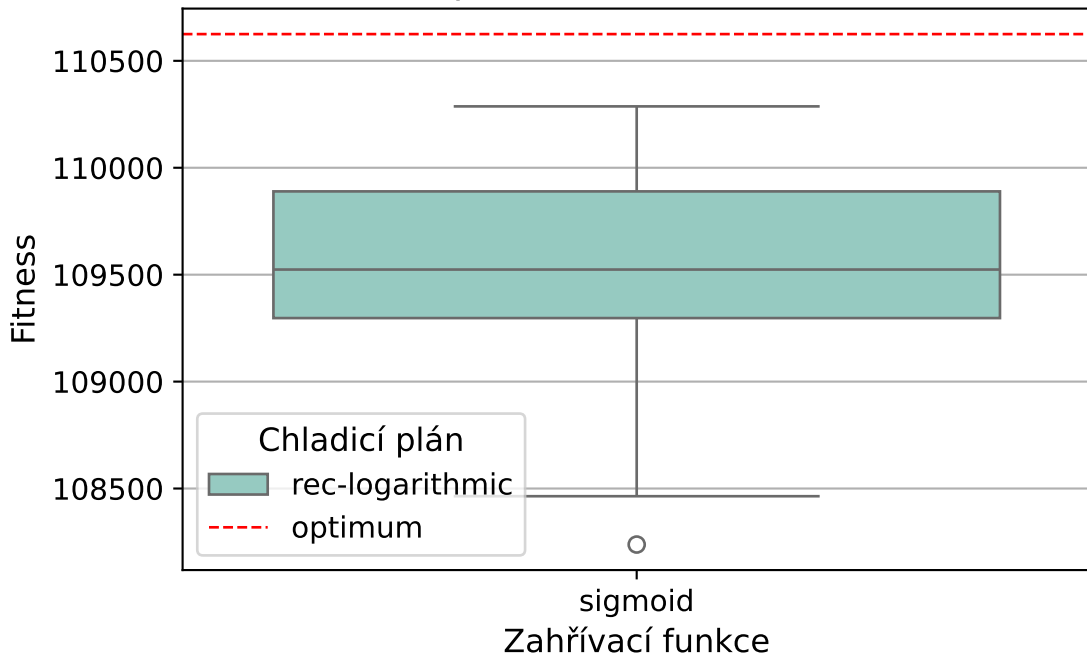 110500
110000
109500
109000
108500
Fitness
Chladicí plán
rec-logarithmic
optimum
sigmoid
Zahřívací funkce